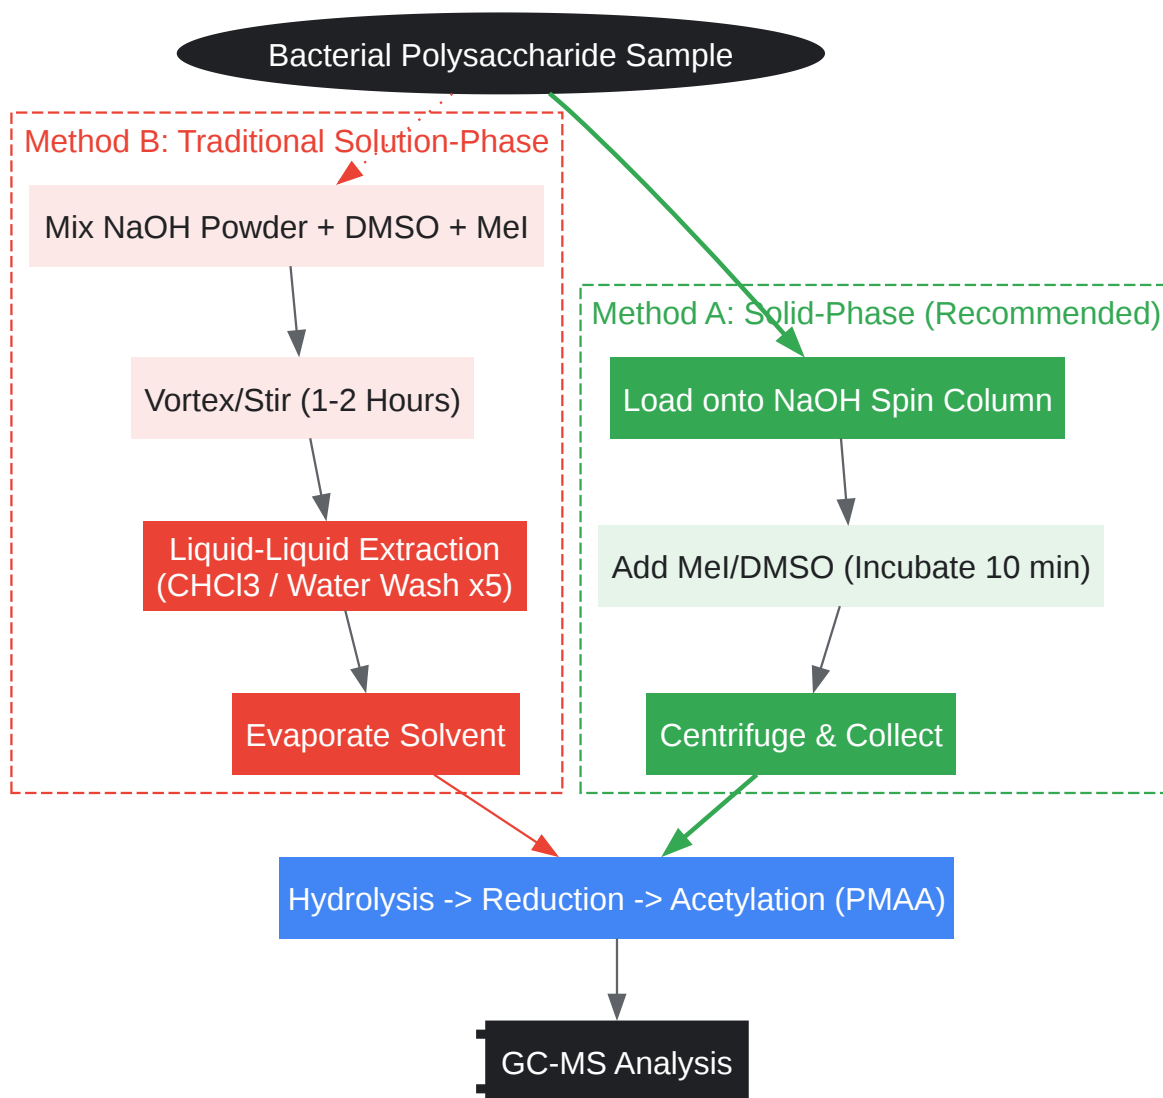 Bacterial Polysaccharide Sample
Method B: Traditional Solution-Phase
Mix NaOH Powder + DMSO + MeI
Vortex/Stir (1-2 Hours)
Liquid-Liquid Extraction
(CHCl3 / Water Wash x5)
Evaporate Solvent
Method A: Solid-Phase (Recommended)
Load onto NaOH Spin Column
Add MeI/DMSO (Incubate 10 min)
Centrifuge & Collect
Hydrolysis -> Reduction -> Acetylation (PMAA)
GC-MS Analysis